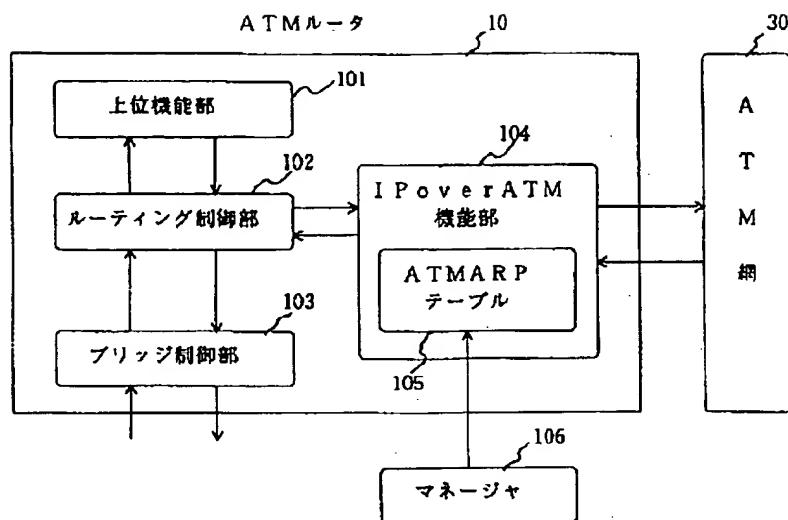 ATMルータ
10
30
上位機能部
101
102
ルーティング制御部
ブリッジ制御部
103
104
IPoverATM
機能部
ATMARP
テーブル
105
106
マネージャ
A
T
M
網